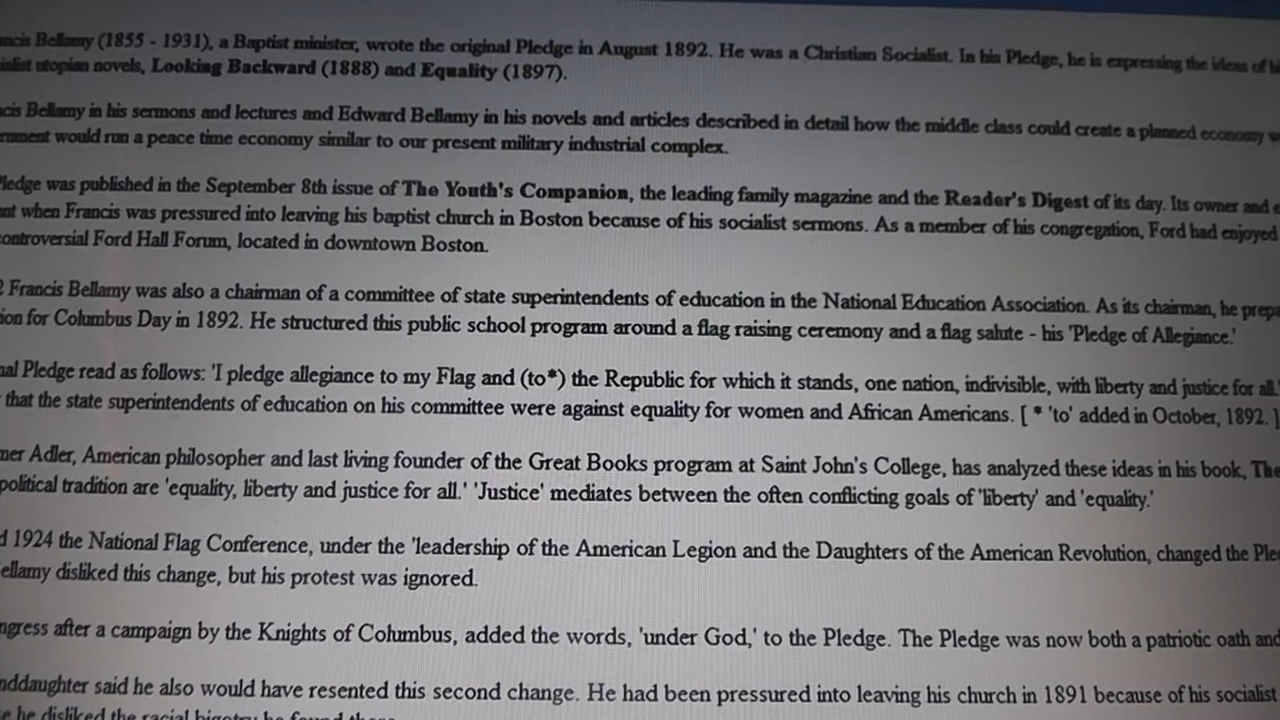 ncis Bellamy (1855 - 1931), a Baptist minister, wrote the original Pledge in August 1892. He was a Christian Socialist. In his Pledge, he is expressing the ideas of hi
ialist utopian novels, Looking Backward (1888) and Equality (1897).
cis Bellamy in his sermons and lectures and Edward Bellamy in his novels and articles described in detail how the middle class could create a planned economy w
rnment would run a peace time economy similar to our present military industrial complex.
Pledge was published in the September 8th issue of The Youth's Companion, the leading family magazine and the Reader's Digest of its day. Its owner and e
nt when Francis was pressured into leaving his baptist church in Boston because of his socialist sermons. As a member of his congregation, Ford had enjoyed
controversial Ford Hall Forum, located in downtown Boston.
2 Francis Bellamy was also a chairman of a committee of state superintendents of education in the National Education Association. As its chairman, he prepa
ion for Columbus Day in 1892. He structured this public school program around a flag raising ceremony and a flag salute - his 'Pledge of Allegiance.'
nal Pledge read as follows: 'I pledge allegiance to my Flag and (to*) the Republic for which it stands, one nation, indivisible, with liberty and justice for all.'
that the state superintendents of education on his committee were against equality for women and African Americans. [ * 'to' added in October, 1892. ]
mer Adler, American philosopher and last living founder of the Great Books program at Saint John's College, has analyzed these ideas in his book, The
political tradition are 'equality, liberty and justice for all.' 'Justice' mediates between the often conflicting goals of 'liberty' and 'equality.'
d 1924 the National Flag Conference, under the 'leadership of the American Legion and the Daughters of the American Revolution, changed the Ple
ellamy disliked this change, but his protest was ignored.
ngress after a campaign by the Knights of Columbus, added the words, 'under God,' to the Pledge. The Pledge was now both a patriotic oath and
nddaughter said he also would have resented this second change. He had been pressured into leaving his church in 1891 because of his socialist
e he disliked the racial bigotry he found there